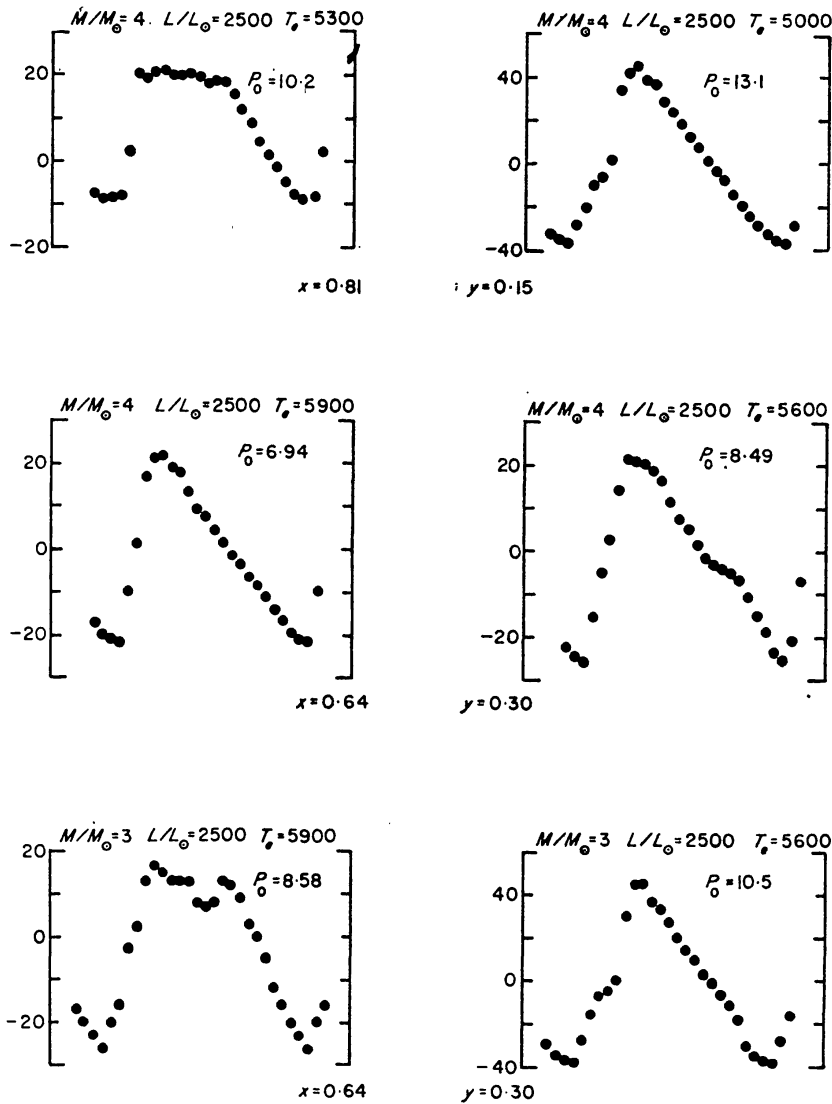 M/M☉=4. L/L☉=2500 Tₑ=5300
20
0
−20
P₀=10·2
M/M☉=4 L/L☉=2500 Tₑ=5000
40
0
−40
P₀=13·1
x=0·81 ; y=0·15
M/M☉=4 L/L☉=2500 Tₑ=5900
20
0
−20
P₀=6·94
M/M☉=4 L/L☉=2500 Tₑ=5600
20
0
−20
P₀=8·49
x=0·64 y=0·30
M/M☉=3 L/L☉=2500 Tₑ=5900
20
0
−20
P₀=8·58
M/M☉=3 L/L☉=2500 Tₑ=5600
40
0
−40
P₀=10·5
x=0·64 y=0·30